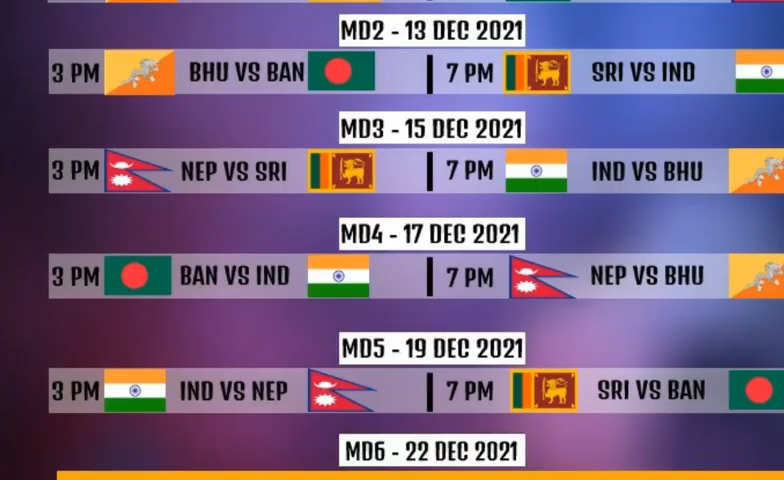 MD2 - 13 DEC 2021
3 PM BHU VS BAN 7 PM SRI VS IND
MD3 - 15 DEC 2021
3 PM NEP VS SRI 7 PM IND VS BHU
MD4 - 17 DEC 2021
3 PM BAN VS IND 7 PM NEP VS BHU
MD5 - 19 DEC 2021
3 PM IND VS NEP 7 PM SRI VS BAN
MD6 - 22 DEC 2021